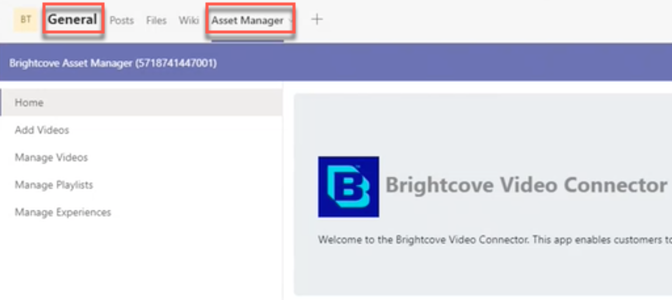 BT General Posts Files Wiki Asset Manager
Brightcove Asset Manager (5718741447001)
Home
Add Videos
Manage Videos
Manage Playlists
Manage Experiences
B Brightcove Video Connector
Welcome to the Brightcove Video Connector. This app enables customers to